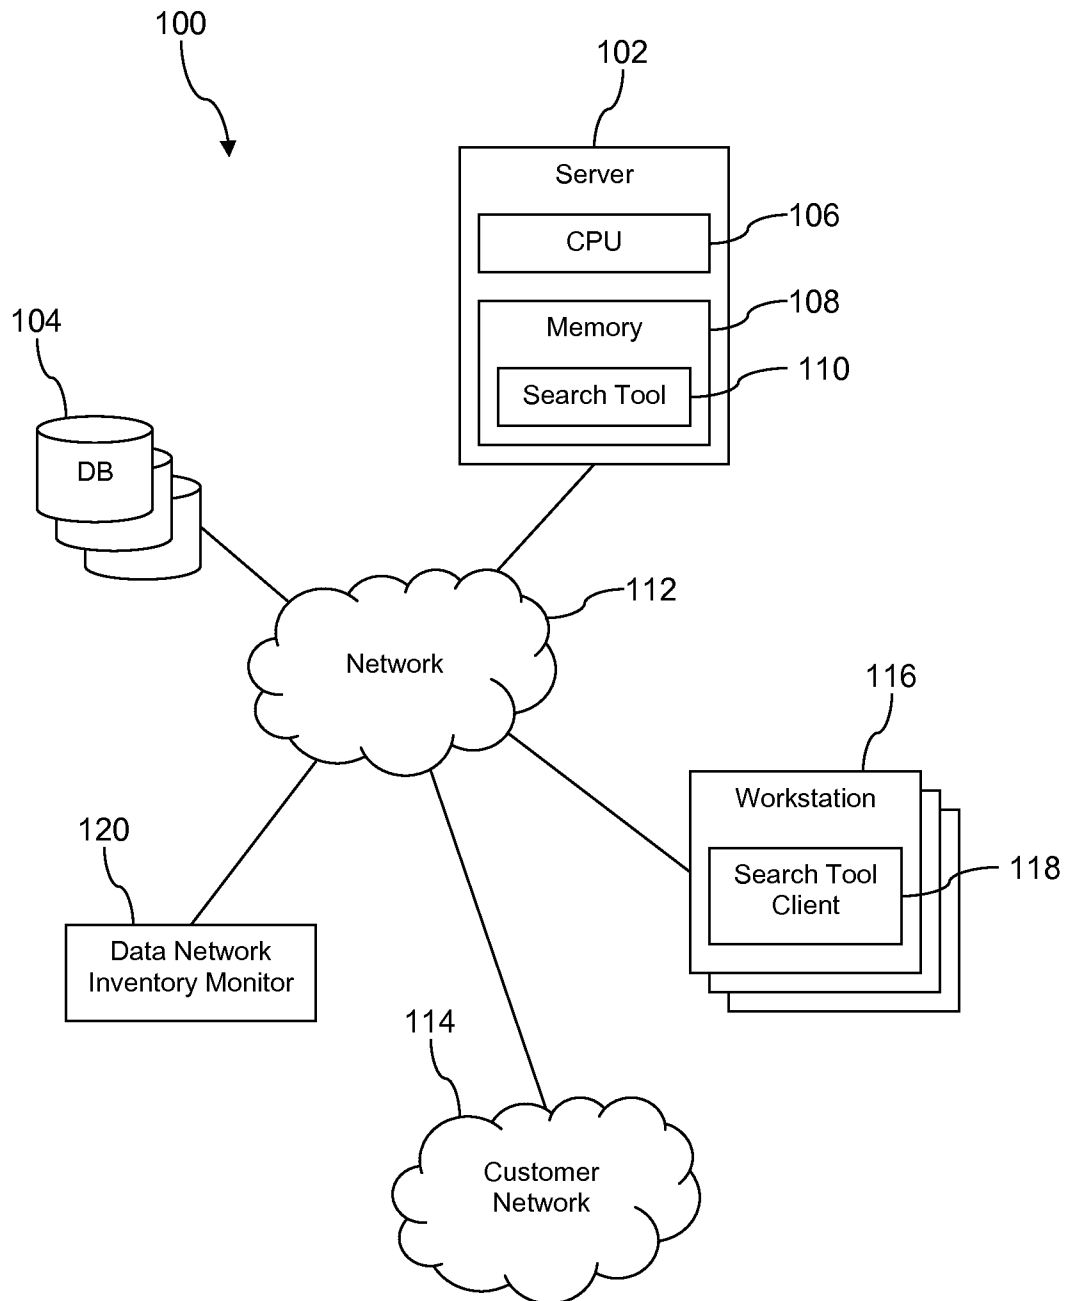 100
102
Server
CPU
106
Memory
108
Search Tool
110
104
DB
112
Network
116
Workstation
Search Tool
Client
118
120
Data Network
Inventory Monitor
114
Customer
Network